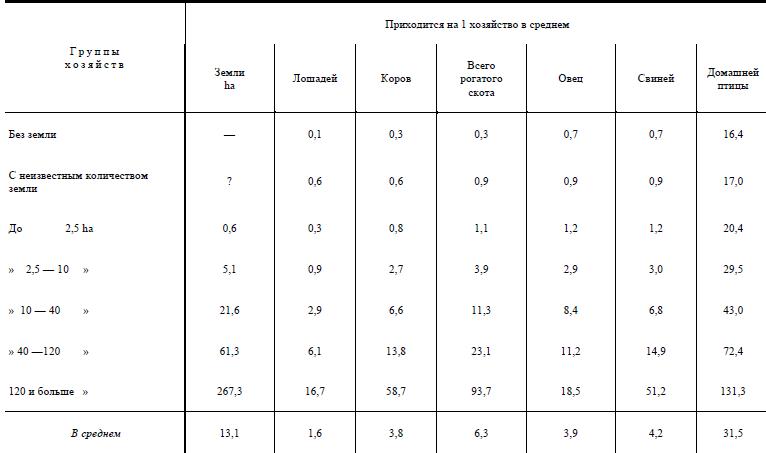 Группы
хозяйств
Приходится на 1 хозяйство в среднем
Земли
ha
Лошадей
Коров
Всего
рогатого
скота
Овец
Свиней
Домашней
птицы
Без земли — 0,1 0,3 0,3 0,7 0,7 16,4
С неизвестным количеством
земли ? 0,6 0,6 0,9 0,9 0,9 17,0
До 2,5 ha 0,6 0,3 0,8 1,1 1,2 1,2 20,4
» 2,5 — 10 » 5,1 0,9 2,7 3,9 2,9 3,0 29,5
» 10 — 40 » 21,6 2,9 6,6 11,3 8,4 6,8 43,0
» 40 —120 » 61,3 6,1 13,8 23,1 11,2 14,9 72,4
120 и больше » 267,3 16,7 58,7 93,7 18,5 51,2 131,3
В среднем 13,1 1,6 3,8 6,3 3,9 4,2 31,5